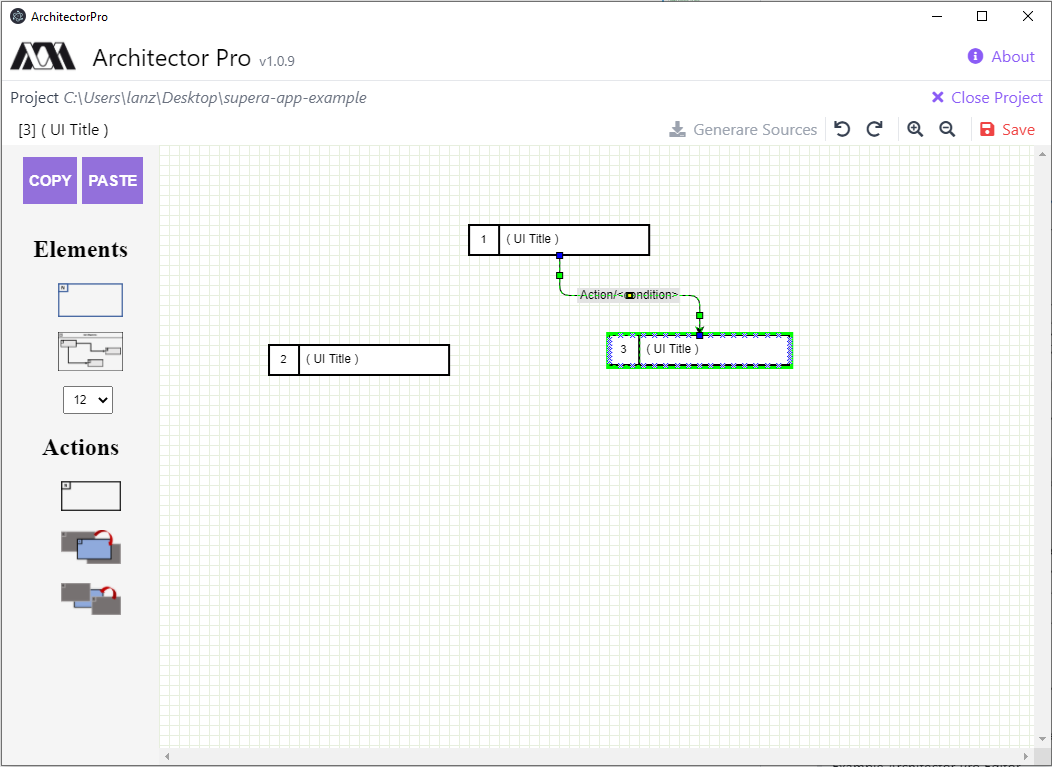 ArchitectorPro
Architector Pro v1.0.9
About
Project C:\Users\lanz\Desktop\supera-app-example
Close Project
[3] ( UI Title )
Generare Sources
Save
COPY
PASTE
Elements
N
12
Actions
N
1 ( UI Title )
Action/<condition>
2 ( UI Title )
3 ( UI Title )